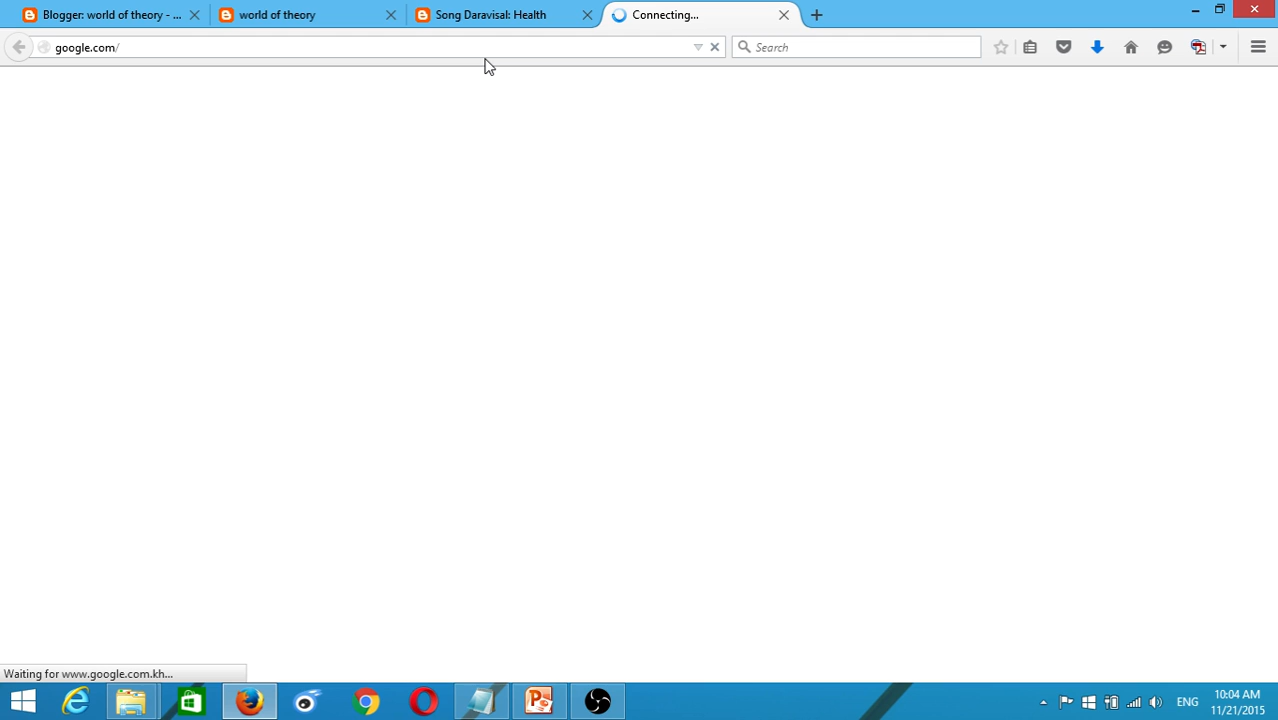 Blogger: world of theory - ...
world of theory
Song Daravisal: Health
Connecting...
google.com/
Search
Waiting for www.google.com.kh...
ENG
10:04 AM
11/21/2015